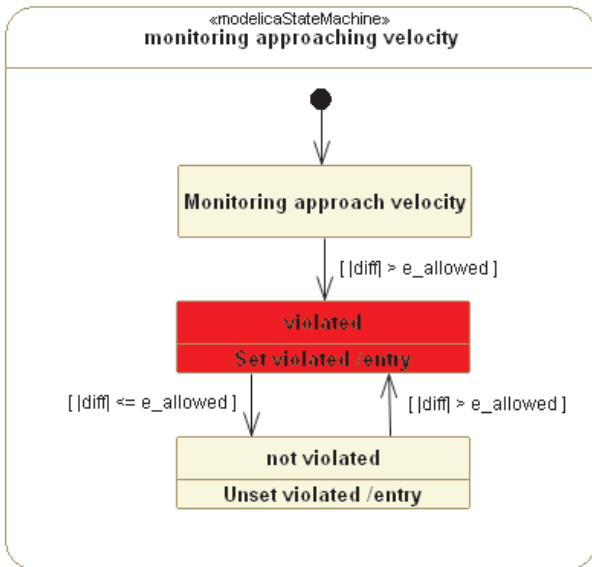 «modelicaStateMachine»
monitoring approaching velocity
Monitoring approach velocity
[ |diff| > e_allowed ]
violated
Set violated /entry
[ |diff| <= e_allowed ]
[ |diff| > e_allowed ]
not violated
Unset violated /entry